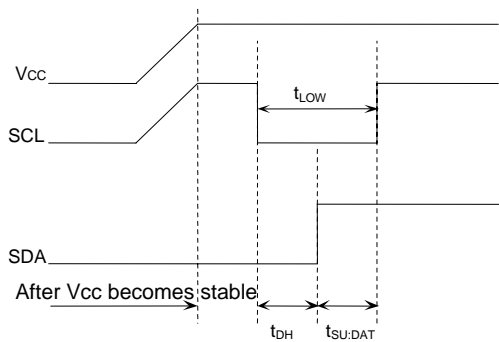 VCC
tLOW
SCL
SDA
After Vcc becomes stable
tDH
tSU:DAT